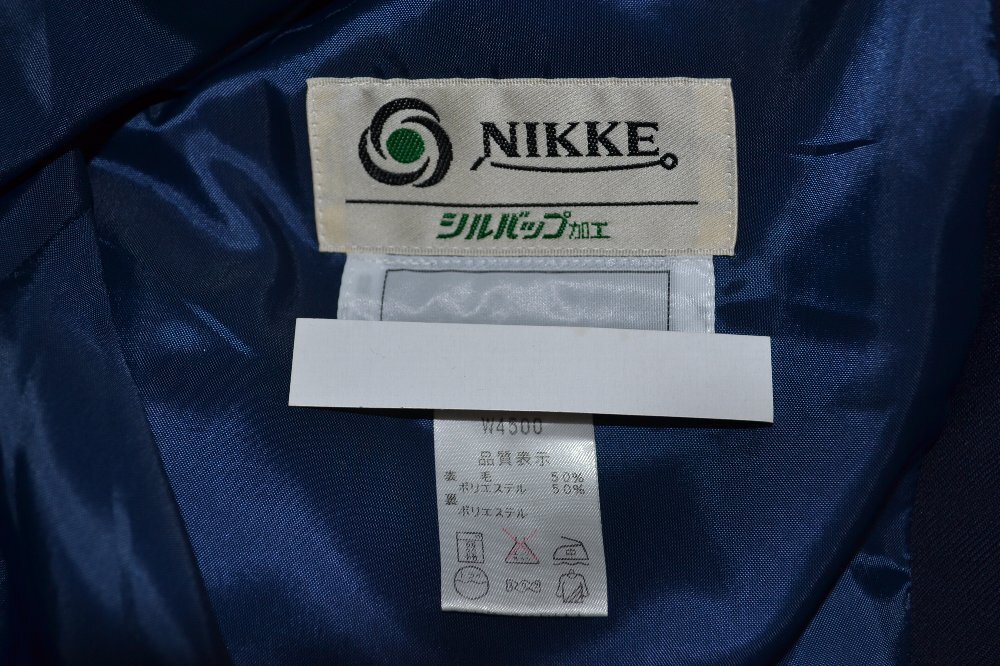 NIKKE
シルバップ加工
W4500
品質表示
表 毛 50%
ポリエステル 50%
裏
ポリエステル